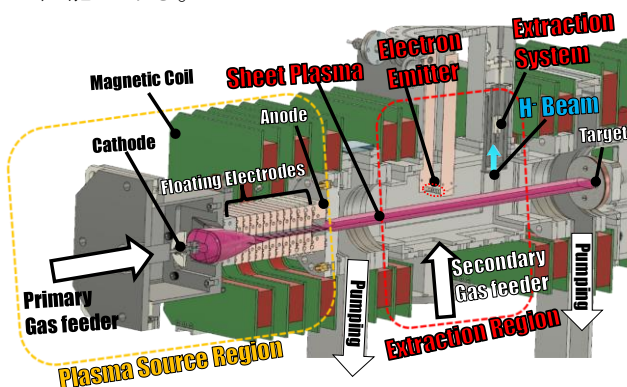 Magnetic Coil
Cathode
Sheet Plasma
Anode
Floating Electrodes
Electron
Emitter
Extraction
System
H⁻ Beam
Target
Primary
Gas feeder
Plasma Source Region
Pumping
Secondary
Gas feeder
Extraction Region
Pumping